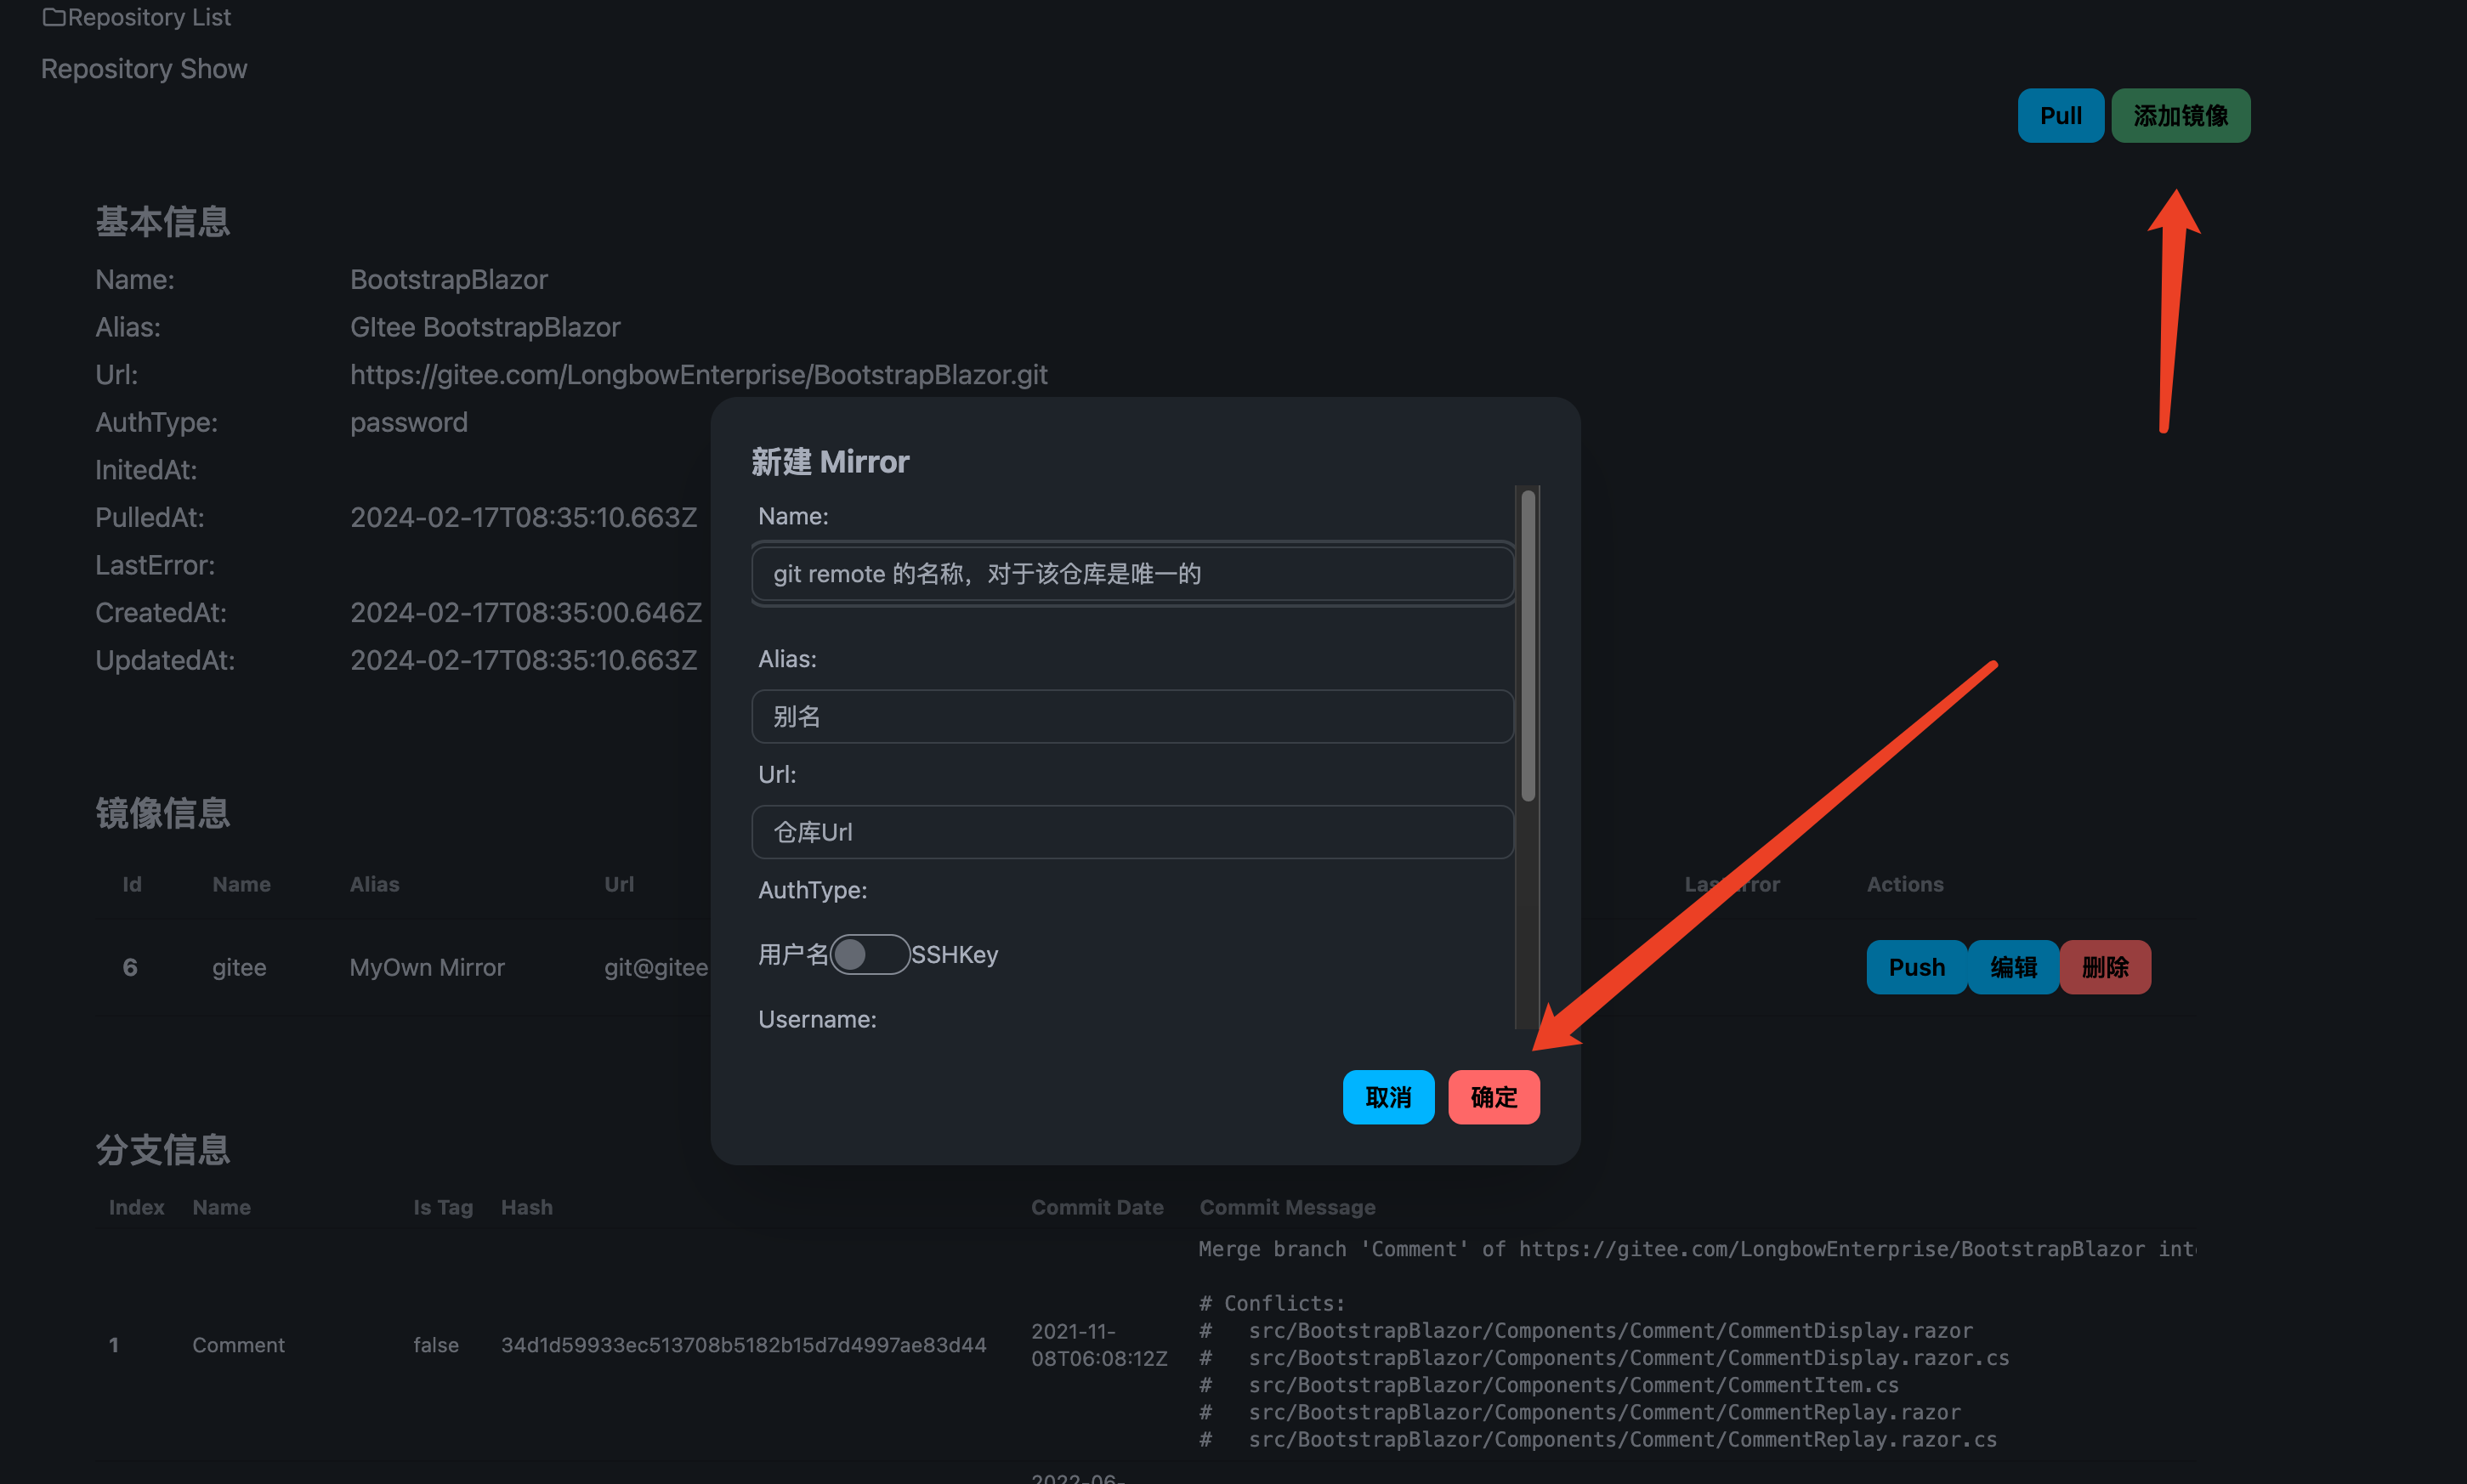 Repository List
Repository Show
Pull 添加镜像
基本信息
Name: BootstrapBlazor
Alias: GItee BootstrapBlazor
Url: https://gitee.com/LongbowEnterprise/BootstrapBlazor.git
AuthType: password
InitedAt:
PulledAt: 2024-02-17T08:35:10.663Z
LastError:
CreatedAt: 2024-02-17T08:35:00.646Z
UpdatedAt: 2024-02-17T08:35:10.663Z
新建 Mirror
Name:
git remote 的名称，对于该仓库是唯一的
Alias:
别名
Url:
仓库Url
AuthType:
用户名 SSHKey
Username:
取消 确定
镜像信息
Id Name Alias Url Actions
6 gitee MyOwn Mirror git@gitee Push 编辑 删除
分支信息
Index Name Is Tag Hash Commit Date Commit Message
Merge branch 'Comment' of https://gitee.com/LongbowEnterprise/BootstrapBlazor int
# Conflicts:
1 Comment false 34d1d59933ec513708b5182b15d7d4997ae83d44 2021-11-
08T06:08:12Z
# src/BootstrapBlazor/Components/Comment/CommentDisplay.razor
# src/BootstrapBlazor/Components/Comment/CommentDisplay.razor.cs
# src/BootstrapBlazor/Components/Comment/CommentItem.cs
# src/BootstrapBlazor/Components/Comment/CommentReplay.razor
# src/BootstrapBlazor/Components/Comment/CommentReplay.razor.cs
2022-06-